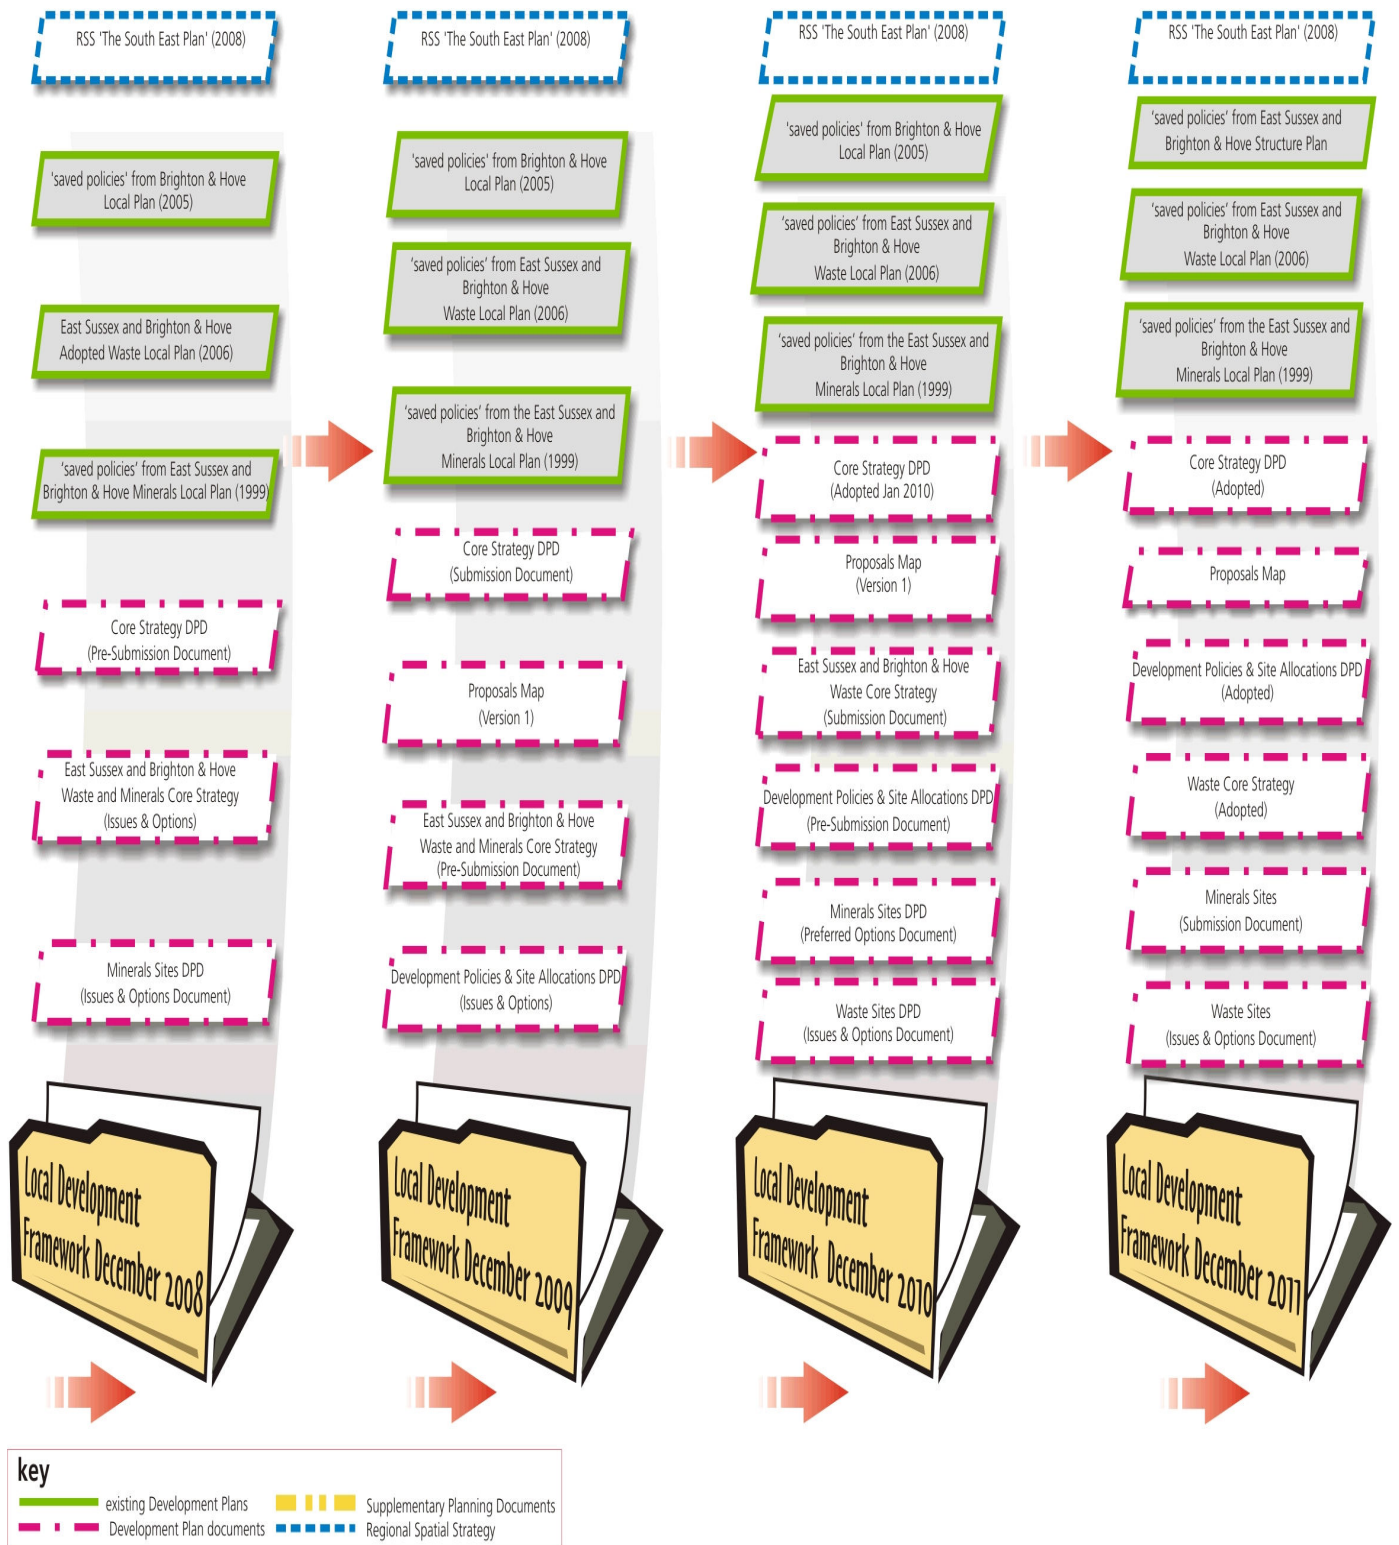 RSS 'The South East Plan' (2008)
'saved policies' from Brighton & Hove
Local Plan (2005)
East Sussex and Brighton & Hove
Adopted Waste Local Plan (2006)
'saved policies' from East Sussex and
Brighton & Hove Minerals Local Plan (1999)
Core Strategy DPD
(Pre-Submission Document)
East Sussex and Brighton & Hove
Waste and Minerals Core Strategy
(Issues & Options)
Minerals Sites DPD
(Issues & Options Document)
Local Development
Framework December 2008
RSS 'The South East Plan' (2008)
'saved policies' from Brighton & Hove
Local Plan (2005)
'saved policies' from East Sussex and
Brighton & Hove
Waste Local Plan (2006)
'saved policies' from the East Sussex and
Brighton & Hove
Minerals Local Plan (1999)
Core Strategy DPD
(Submission Document)
Proposals Map
(Version 1)
East Sussex and Brighton & Hove
Waste and Minerals Core Strategy
(Pre-Submission Document)
Development Policies & Site Allocations DPD
(Issues & Options)
Local Development
Framework December 2009
RSS 'The South East Plan' (2008)
'saved policies' from Brighton & Hove
Local Plan (2005)
'saved policies' from East Sussex and
Brighton & Hove
Waste Local Plan (2006)
'saved policies' from the East Sussex and
Brighton & Hove
Minerals Local Plan (1999)
Core Strategy DPD
(Adopted Jan 2010)
Proposals Map
(Version 1)
East Sussex and Brighton & Hove
Waste Core Strategy
(Submission Document)
Development Policies & Site Allocations DPD
(Pre-Submission Document)
Minerals Sites DPD
(Preferred Options Document)
Waste Sites DPD
(Issues & Options Document)
Local Development
Framework December 2010
RSS 'The South East Plan' (2008)
'saved policies' from East Sussex and
Brighton & Hove Structure Plan
'saved policies' from East Sussex and
Brighton & Hove
Waste Local Plan (2006)
'saved policies' from the East Sussex and
Brighton & Hove
Minerals Local Plan (1999)
Core Strategy DPD
(Adopted)
Proposals Map
Development Policies & Site Allocations DPD
(Adopted)
Waste Core Strategy
(Adopted)
Minerals Sites
(Submission Document)
Waste Sites
(Issues & Options Document)
Local Development
Framework December 2011
key
existing Development Plans
Development Plan documents
Supplementary Planning Documents
Regional Spatial Strategy